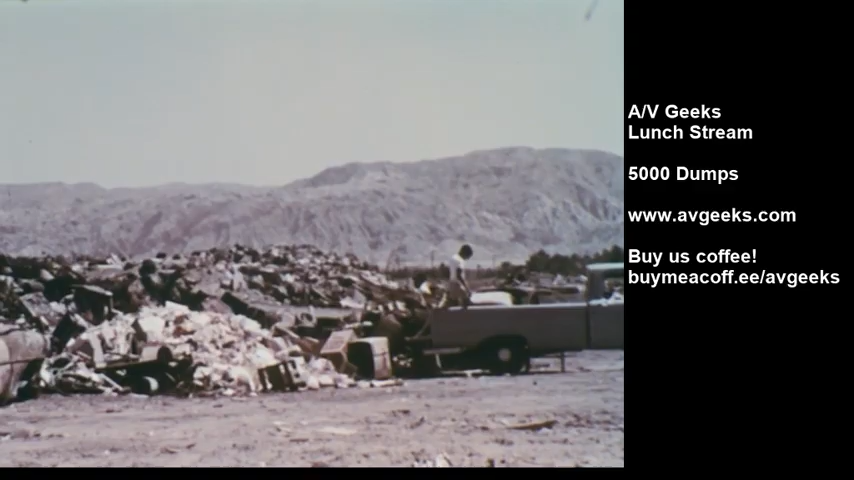 A/V Geeks
Lunch Stream
5000 Dumps
www.avgeeks.com
Buy us coffee!
buymeacoff.ee/avgeeks